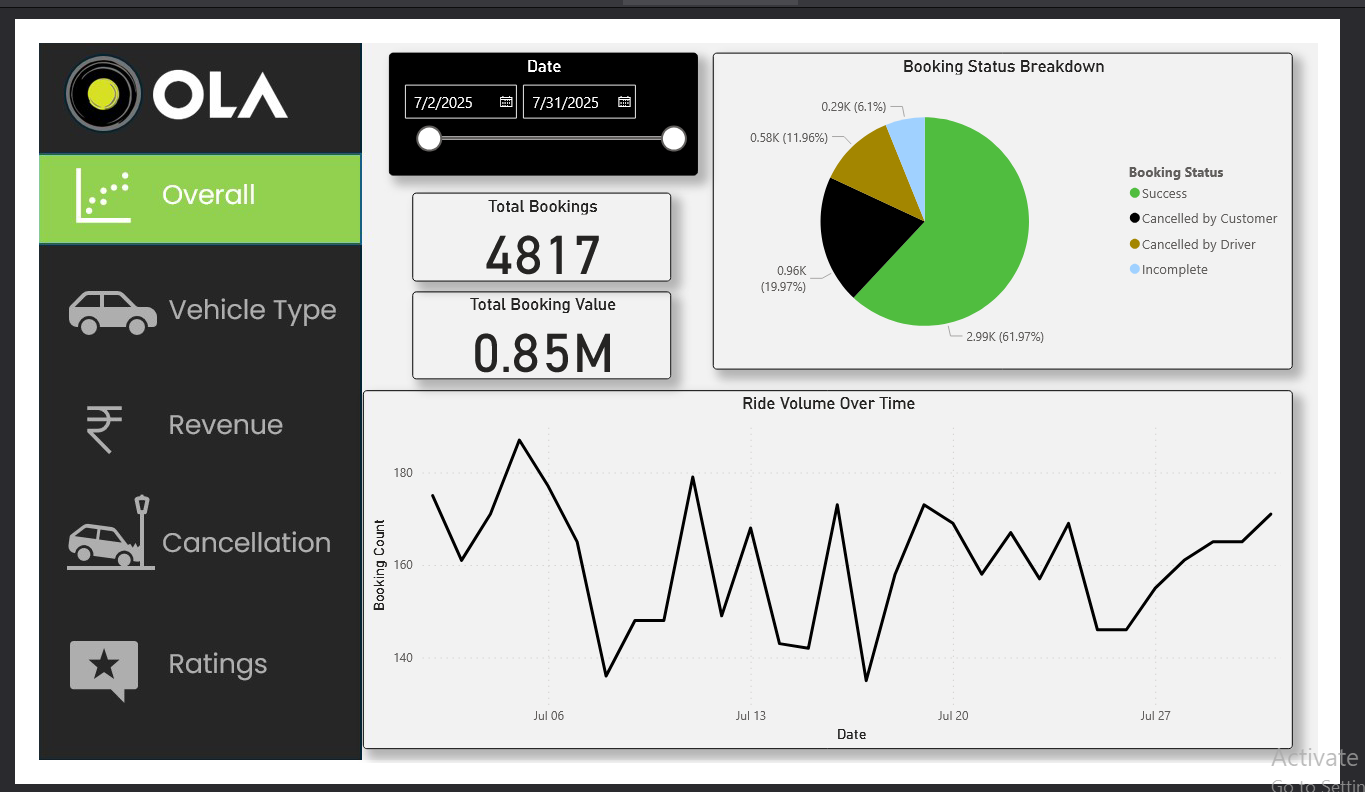 OLA
Overall
Vehicle Type
Revenue
Cancellation
Ratings
Date
7/2/2025 7/31/2025
Total Bookings
4817
Total Booking Value
0.85M
Booking Status Breakdown
0.29K (6.1%)
0.58K (11.96%)
0.96K
(19.97%)
2.99K (61.97%)
Booking Status
Success
Cancelled by Customer
Cancelled by Driver
Incomplete
Ride Volume Over Time
Booking Count
180
160
140
Jul 06 Jul 13 Jul 20 Jul 27
Date
Activate
Go to Settin